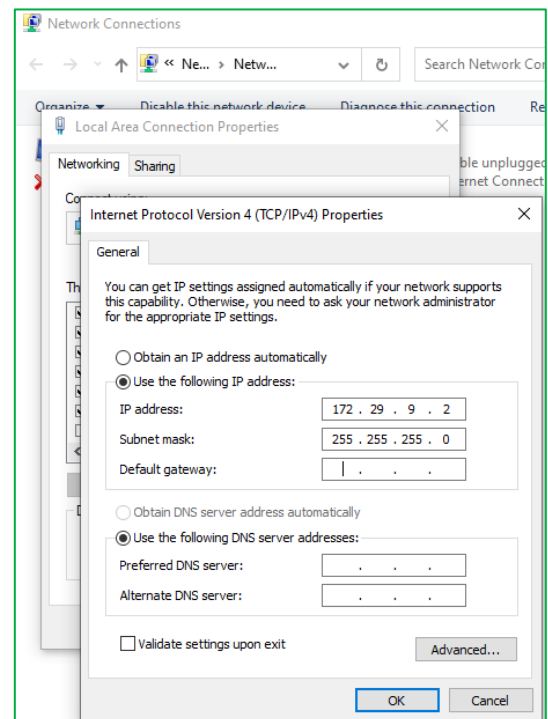 Network Connections
« Ne... › Netw...
Search Network Cor
Organize
Disable this network device
Diagnose this connection
Re
Local Area Connection Properties
ble unplugged
ernet Connect
Networking
Sharing
Internet Protocol Version 4 (TCP/IPv4) Properties
General
Th
You can get IP settings assigned automatically if your network supports
this capability. Otherwise, you need to ask your network administrator
for the appropriate IP settings.
Obtain an IP address automatically
Use the following IP address:
IP address: 172 . 29 . 9 . 2
Subnet mask: 255 . 255 . 255 . 0
Default gateway: . . .
Obtain DNS server address automatically
Use the following DNS server addresses:
Preferred DNS server: . . .
Alternate DNS server: . . .
Validate settings upon exit
Advanced...
OK
Cancel